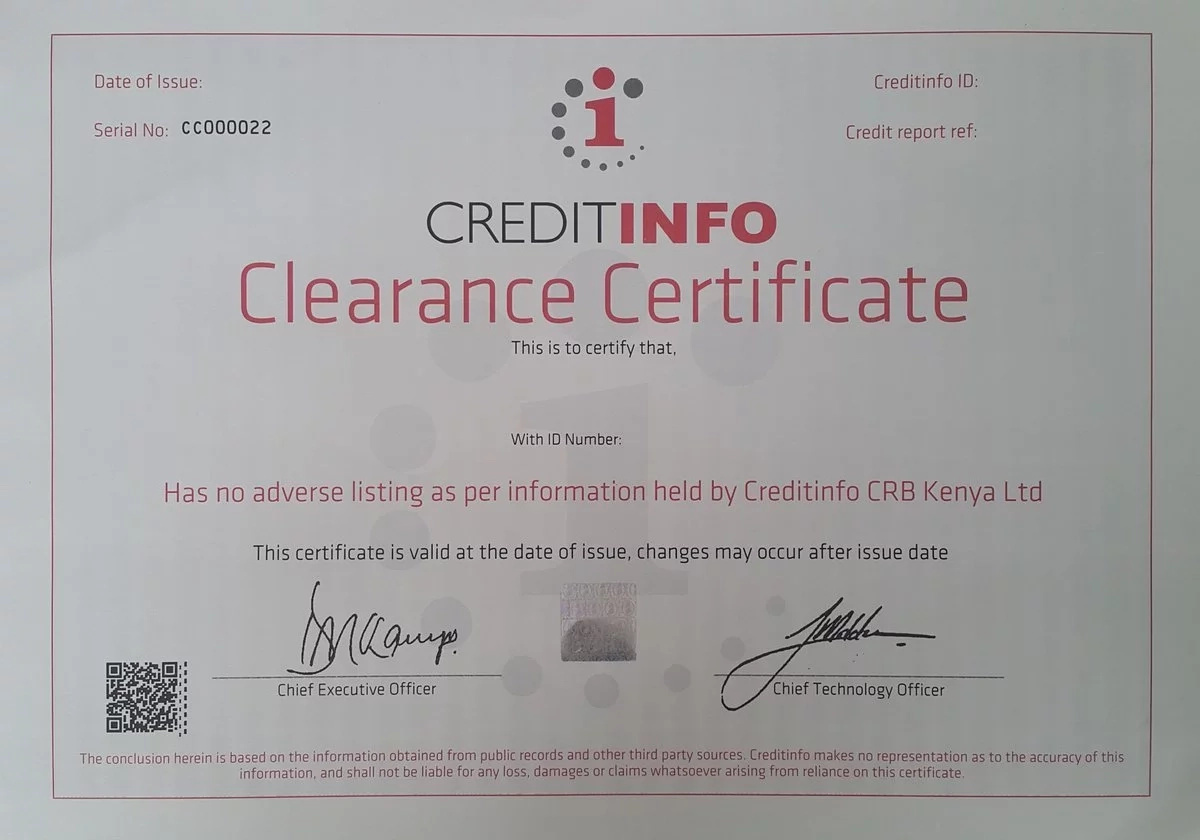 Date of Issue:
Creditinfo ID:
Serial No: CC000022
Credit report ref:
i
CREDITINFO
Clearance Certificate
This is to certify that,
With ID Number:
Has no adverse listing as per information held by Creditinfo CRB Kenya Ltd
This certificate is valid at the date of issue, changes may occur after issue date
Chief Executive Officer
Chief Technology Officer
The conclusion herein is based on the information obtained from public records and other third party sources. Creditinfo makes no representation as to the accuracy of this
information, and shall not be liable for any loss, damages or claims whatsoever arising from reliance on this certificate.